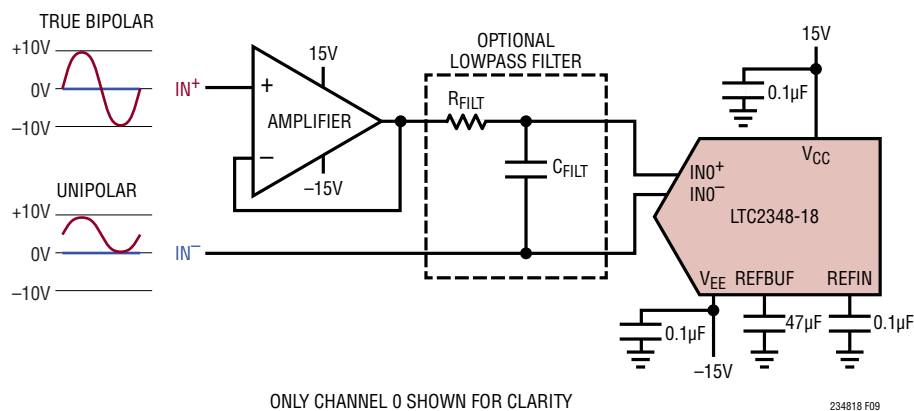 TRUE BIPOLAR
+10V
0V
–10V
IN+
UNIPOLAR
+10V
0V
–10V
IN–
15V
+
AMPLIFIER
–
–15V
OPTIONAL
LOWPASS FILTER
RFILT
CFILT
15V
0.1µF
VCC
IN0+
IN0–
LTC2348-18
VEE
REFBUF
REFIN
0.1µF
–15V
47µF
0.1µF
ONLY CHANNEL 0 SHOWN FOR CLARITY
234818 F09